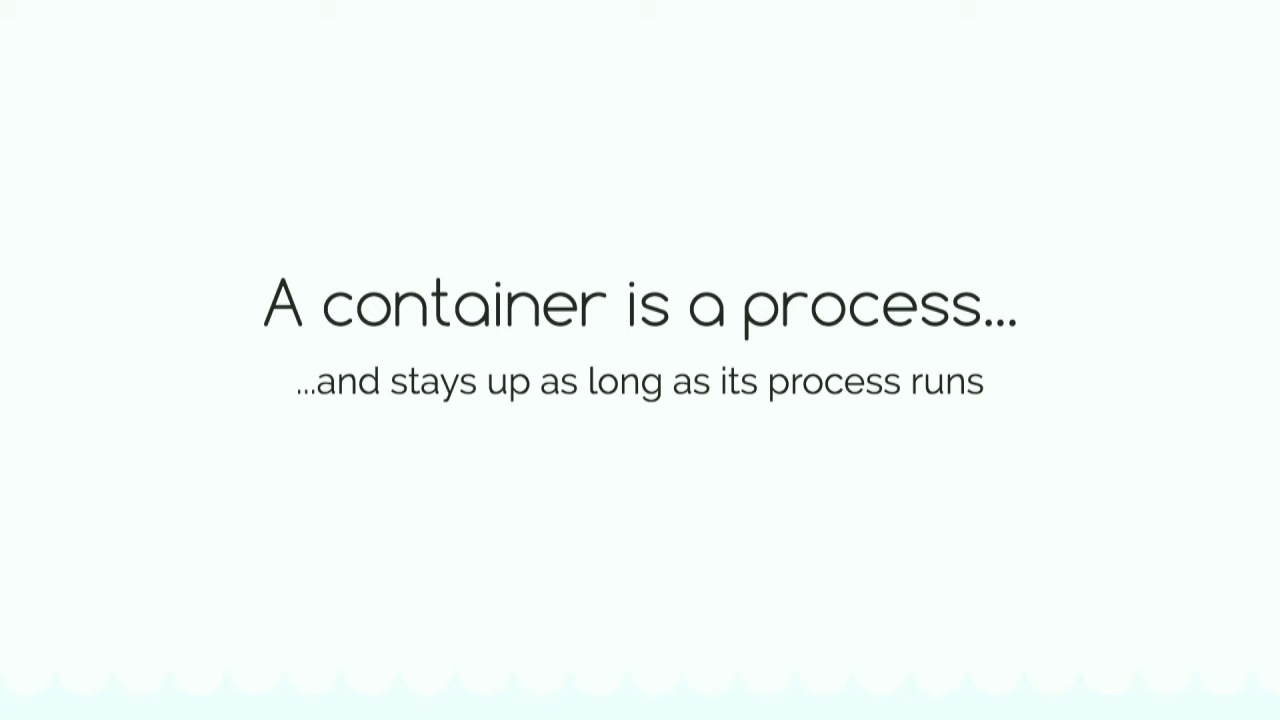 A container is a process...
...and stays up as long as its process runs